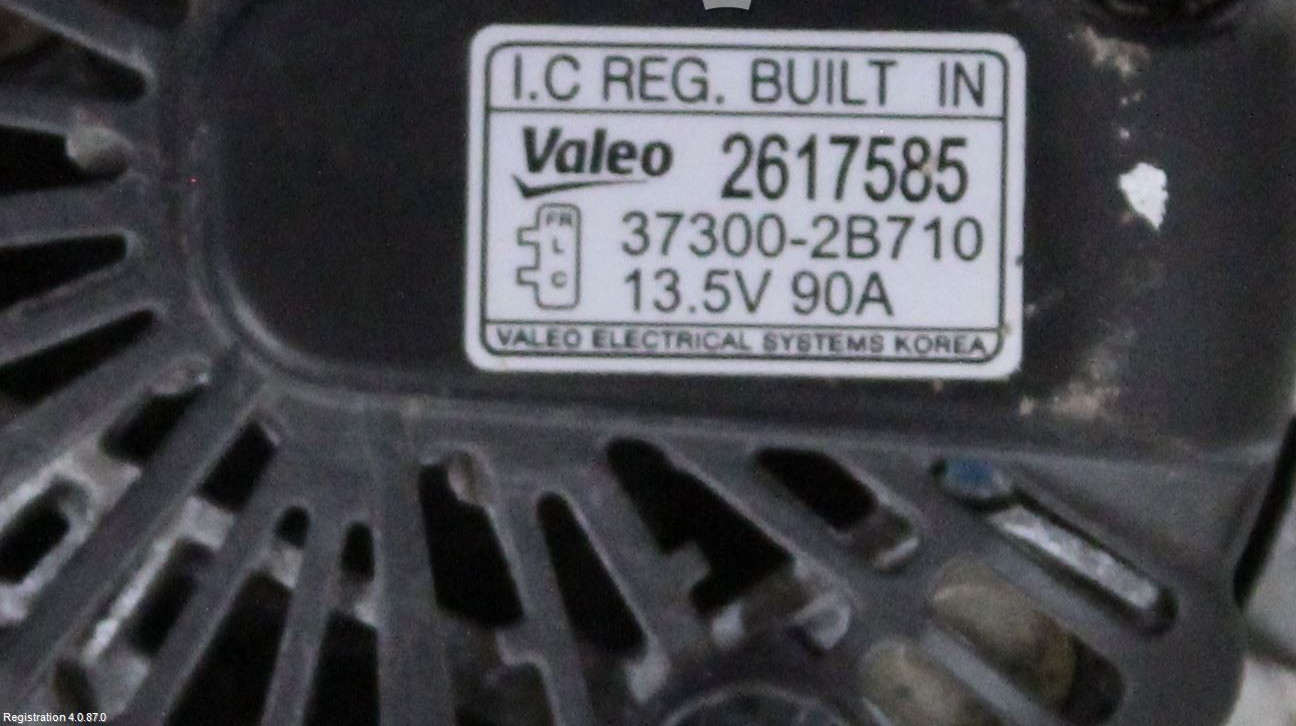 I.C REG. BUILT IN
Valeo 2617585
FR
L
C
37300-2B710
13.5V 90A
VALEO ELECTRICAL SYSTEMS KOREA
Registration 4.0.87.0